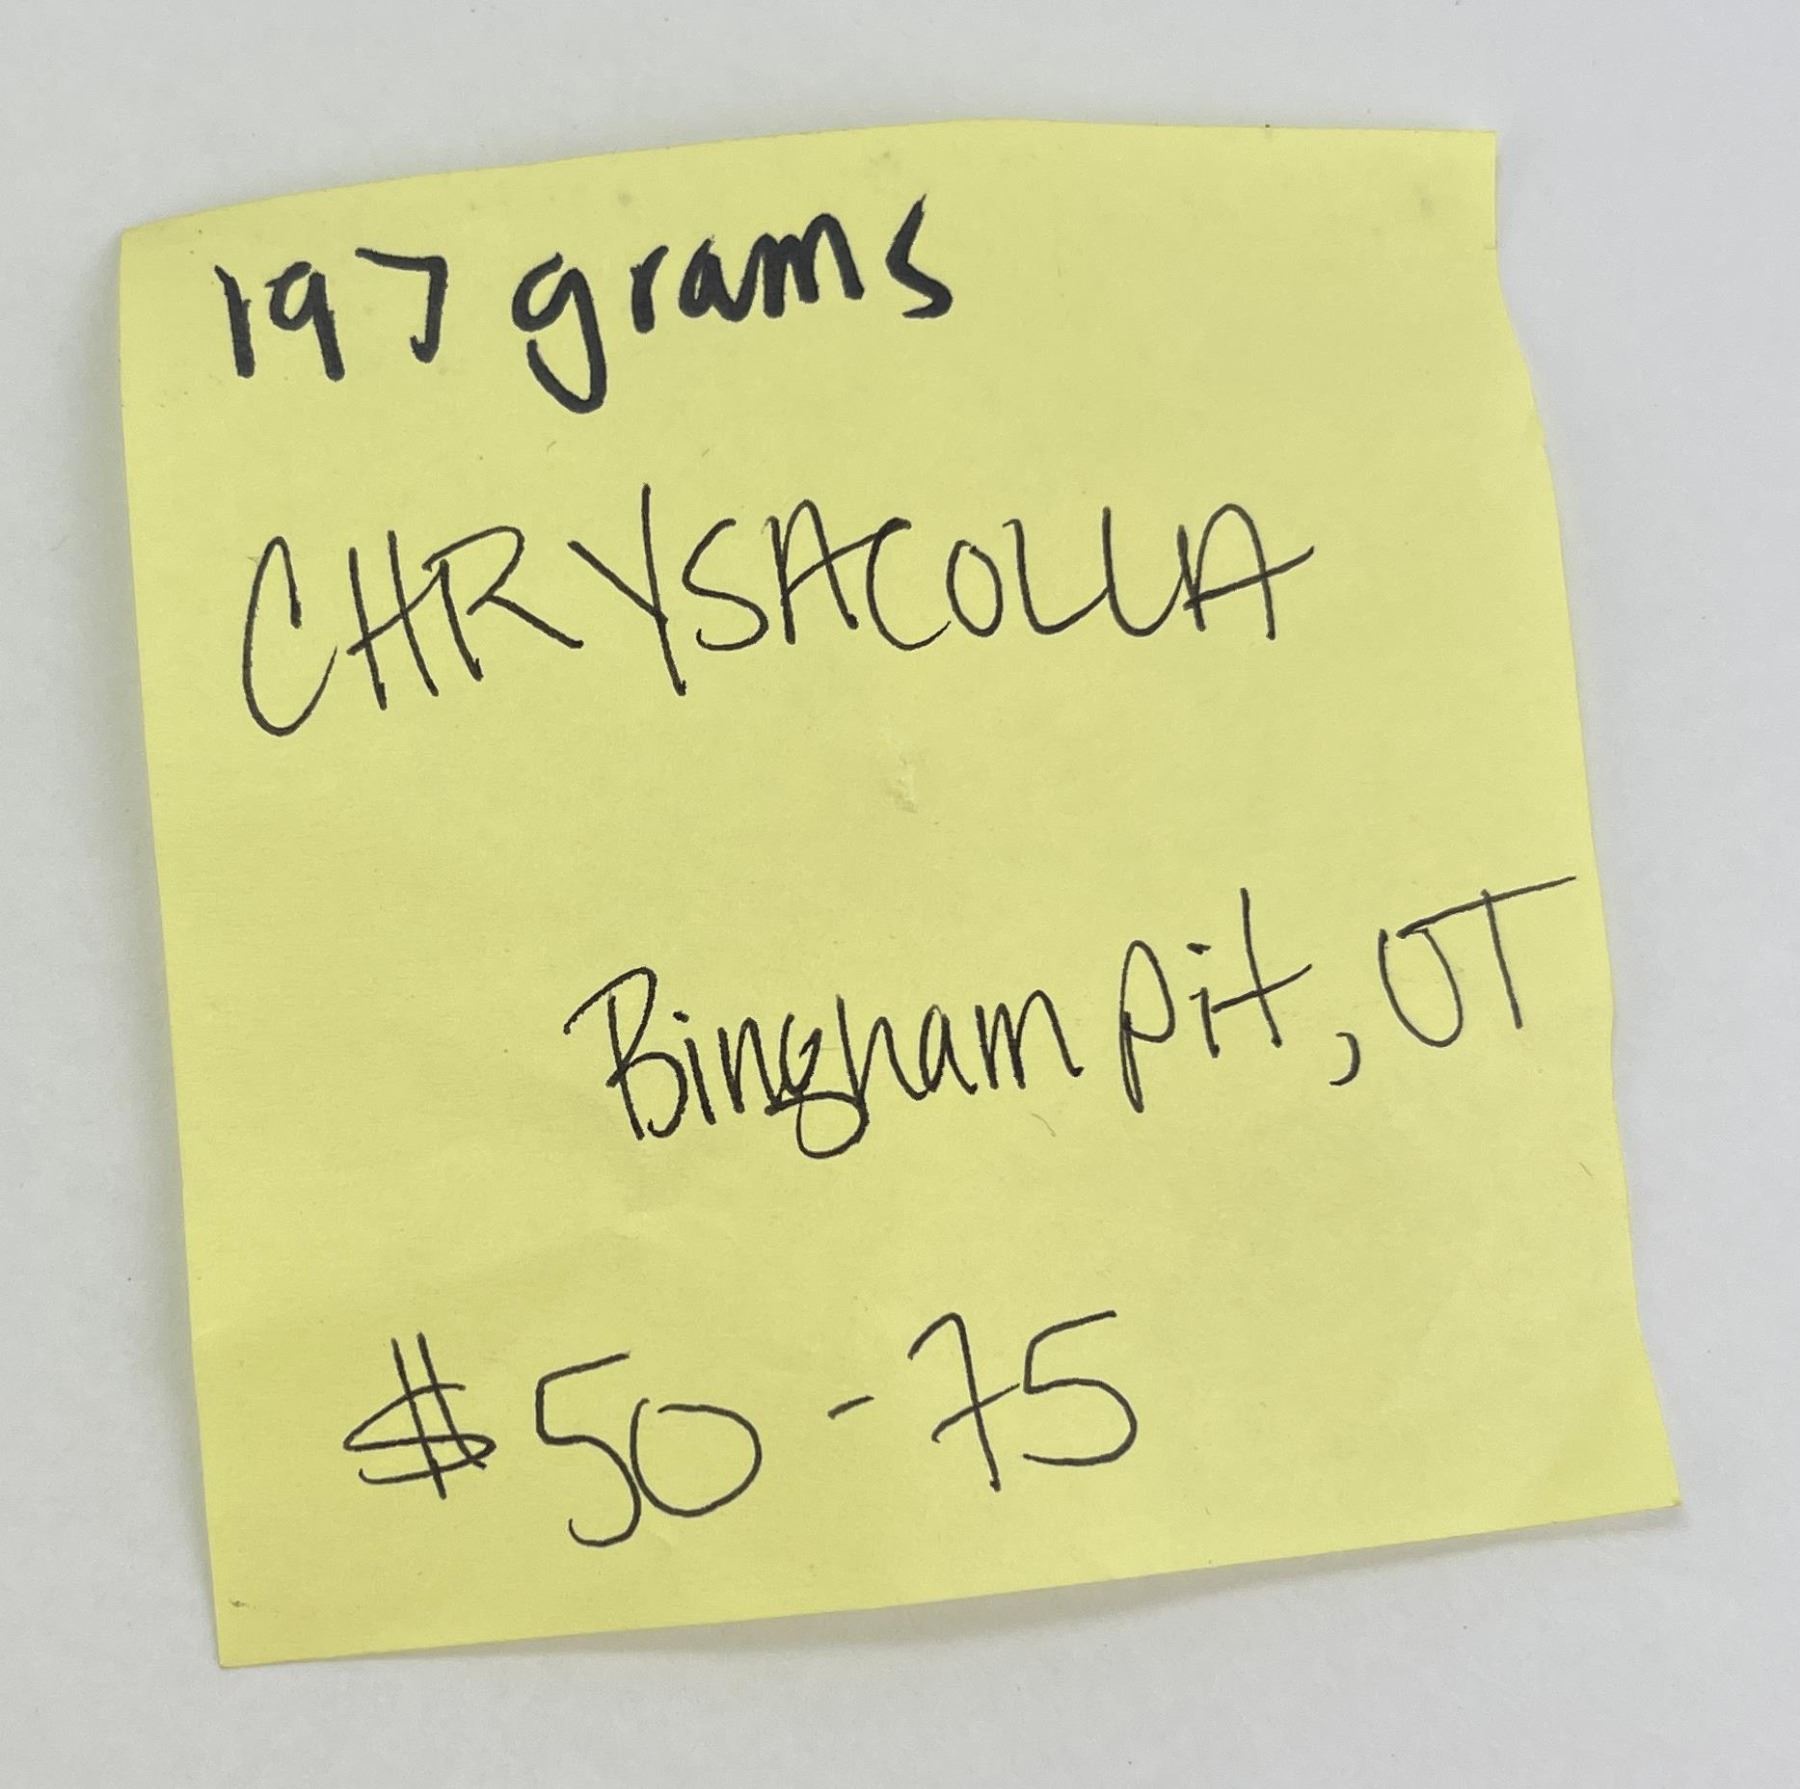 197 grams
CHRYSACOLLA
Bingham pit, UT
$50-75